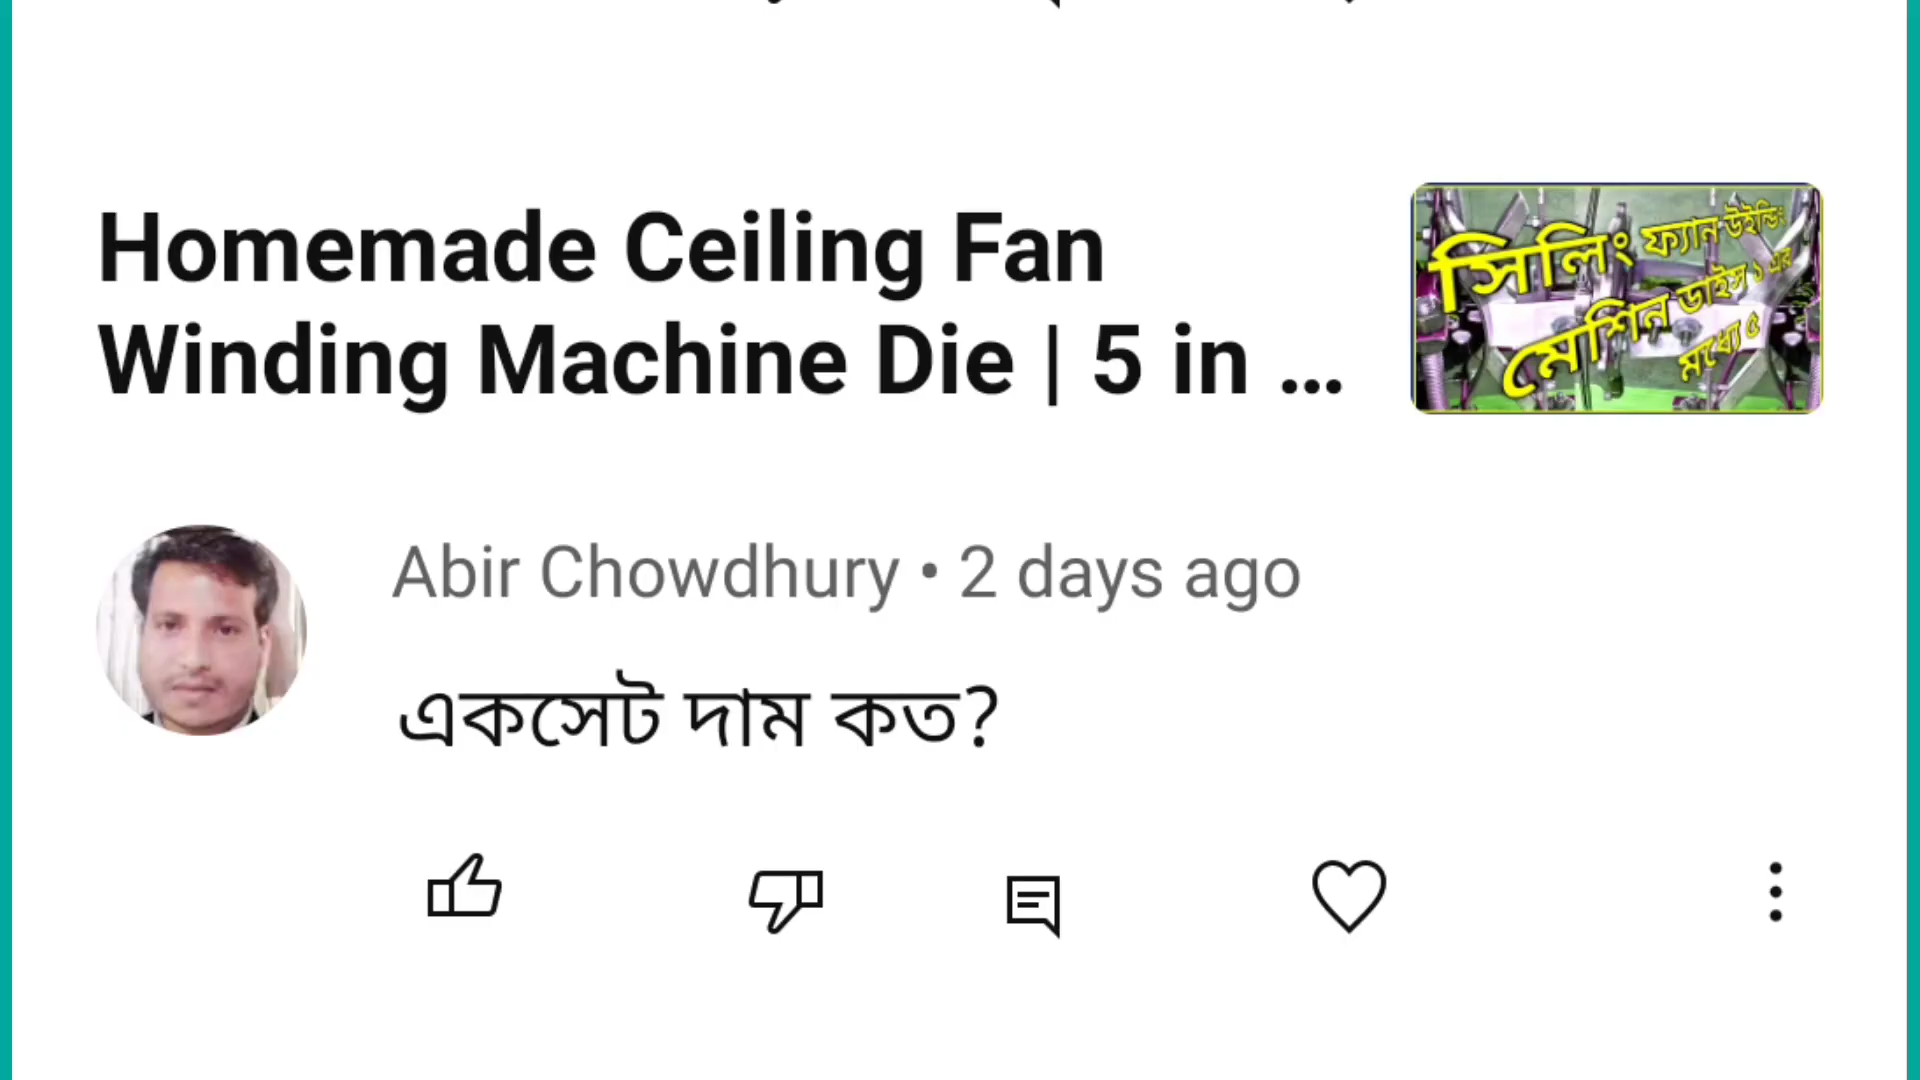 Homemade Ceiling Fan
Winding Machine Die | 5 in ...
সিলিং ফ্যান উইন্ডিং
মেশিন ডাইস ১ এর
মধ্যে ৫
Abir Chowdhury • 2 days ago
একসেট দাম কত?